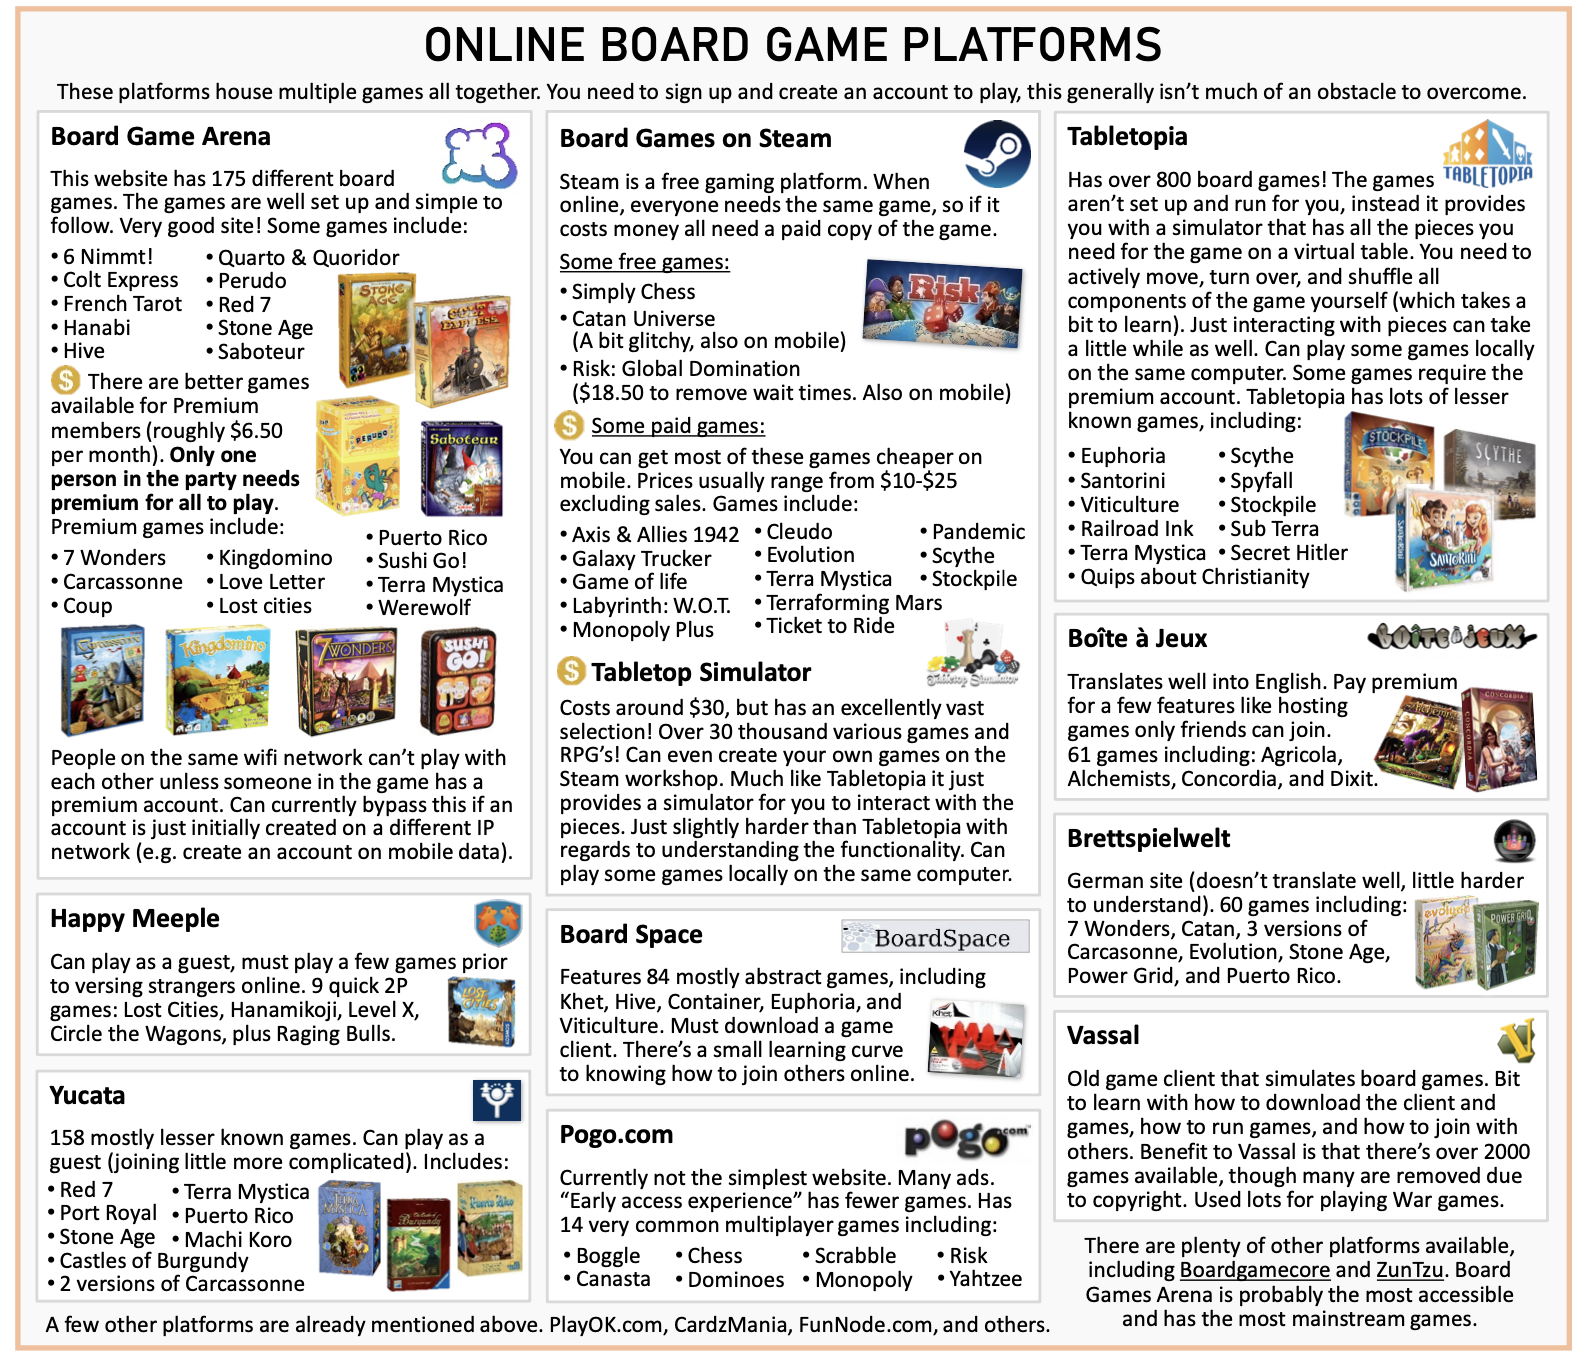 ONLINE BOARD GAME PLATFORMS
These platforms house multiple games all together. You need to sign up and create an account to play, this generally isn't much of an obstacle to overcome.
Board Game Arena
This website has 175 different board
games. The games are well set up and simple to
follow. Very good site! Some games include:
• 6 Nimmt!
• Colt Express
• French Tarot
• Hanabi
• Hive
• Quarto & Quoridor
• Perudo
• Red 7
• Stone Age
• Saboteur
STONE AGE
COLT EXPRESS
$ There are better games
available for Premium
members (roughly $6.50
per month). Only one
person in the party needs
premium for all to play.
Premium games include:
PERUDO
Saboteur
• 7 Wonders
• Carcassonne
• Coup
• Kingdomino
• Love Letter
• Lost cities
• Puerto Rico
• Sushi Go!
• Terra Mystica
• Werewolf
Carcassonne
Kingdomino
7 WONDERS
SUSHI GO!
People on the same wifi network can't play with
each other unless someone in the game has a
premium account. Can currently bypass this if an
account is just initially created on a different IP
network (e.g. create an account on mobile data).
Happy Meeple
Can play as a guest, must play a few games prior
to versing strangers online. 9 quick 2P
games: Lost Cities, Hanamikoji, Level X,
Circle the Wagons, plus Raging Bulls.
LOST CITIES
KOSMOS
Yucata
158 mostly lesser known games. Can play as a
guest (joining little more complicated). Includes:
• Red 7
• Port Royal
• Stone Age
• Terra Mystica
• Puerto Rico
• Machi Koro
• Castles of Burgundy
• 2 versions of Carcassonne
TERRA MYSTICA
Burgundy
Puerto Rico
Board Games on Steam
Steam is a free gaming platform. When
online, everyone needs the same game, so if it
costs money all need a paid copy of the game.
Some free games:
• Simply Chess
• Catan Universe
(A bit glitchy, also on mobile)
• Risk: Global Domination
($18.50 to remove wait times. Also on mobile)
Risk
$ Some paid games:
You can get most of these games cheaper on
mobile. Prices usually range from $10-$25
excluding sales. Games include:
• Axis & Allies 1942
• Galaxy Trucker
• Game of life
• Labyrinth: W.O.T.
• Monopoly Plus
• Cleudo
• Evolution
• Terra Mystica
• Terraforming Mars
• Ticket to Ride
• Pandemic
• Scythe
• Stockpile
$ Tabletop Simulator
Tabletop Simulator
Costs around $30, but has an excellently vast
selection! Over 30 thousand various games and
RPG's! Can even create your own games on the
Steam workshop. Much like Tabletopia it just
provides a simulator for you to interact with the
pieces. Just slightly harder than Tabletopia with
regards to understanding the functionality. Can
play some games locally on the same computer.
Board Space
BoardSpace
Features 84 mostly abstract games, including
Khet, Hive, Container, Euphoria, and
Viticulture. Must download a game
client. There's a small learning curve
to knowing how to join others online.
Khet
Pogo.com
pogo.com
Currently not the simplest website. Many ads.
“Early access experience” has fewer games. Has
14 very common multiplayer games including:
• Boggle
• Canasta
• Chess
• Dominoes
• Scrabble
• Monopoly
• Risk
• Yahtzee
Tabletopia
TABLETOPIA
Has over 800 board games! The games
aren't set up and run for you, instead it provides
you with a simulator that has all the pieces you
need for the game on a virtual table. You need to
actively move, turn over, and shuffle all
components of the game yourself (which takes a
bit to learn). Just interacting with pieces can take
a little while as well. Can play some games locally
on the same computer. Some games require the
premium account. Tabletopia has lots of lesser
known games, including:
• Euphoria
• Santorini
• Viticulture
• Railroad Ink
• Terra Mystica
• Quips about Christianity
• Scythe
• Spyfall
• Stockpile
• Sub Terra
• Secret Hitler
STOCKPILE
SCYTHE
SANTORINI
SANTORINI
Boîte à Jeux
BOÎTE À JEUX
Translates well into English. Pay premium
for a few features like hosting
games only friends can join.
61 games including: Agricola,
Alchemists, Concordia, and Dixit.
Alchemists
CONCORDIA
CONCORDIA
Brettspielwelt
German site (doesn't translate well, little harder
to understand). 60 games including:
7 Wonders, Catan, 3 versions of
Carcasonne, Evolution, Stone Age,
Power Grid, and Puerto Rico.
evolution
POWER GRID
Vassal
V
Old game client that simulates board games. Bit
to learn with how to download the client and
games, how to run games, and how to join with
others. Benefit to Vassal is that there's over 2000
games available, though many are removed due
to copyright. Used lots for playing War games.
There are plenty of other platforms available,
including Boardgamecore and ZunTzu. Board
Games Arena is probably the most accessible
and has the most mainstream games.
A few other platforms are already mentioned above. PlayOK.com, CardzMania, FunNode.com, and others.